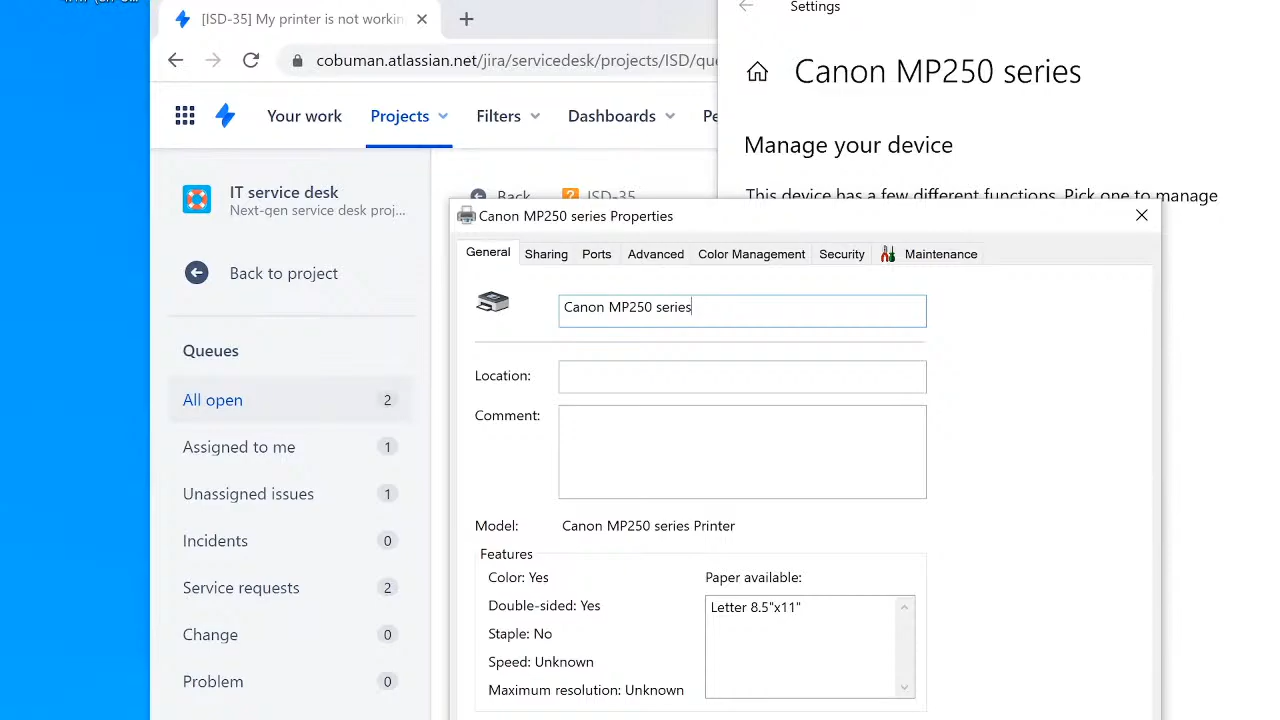 [ISD-35] My printer is not workin
Settings
cobuman.atlassian.net/jira/servicedesk/projects/ISD/qu
Canon MP250 series
Your work
Projects
Filters
Dashboards
Manage your device
This device has a few different functions. Pick one to manage
IT service desk
Next-gen service desk proj...
Back
ISD-35
Canon MP250 series Properties
General
Sharing
Ports
Advanced
Color Management
Security
Maintenance
Back to project
Canon MP250 series
Queues
Location:
All open 2
Comment:
Assigned to me 1
Unassigned issues 1
Incidents 0
Service requests 2
Change 0
Problem 0
Model: Canon MP250 series Printer
Features
Color: Yes
Double-sided: Yes
Staple: No
Speed: Unknown
Maximum resolution: Unknown
Paper available:
Letter 8.5"x11"